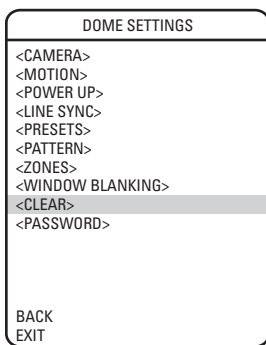 DOME SETTINGS
<CAMERA>
<MOTION>
<POWER UP>
<LINE SYNC>
<PRESETS>
<PATTERN>
<ZONES>
<WINDOW BLANKING>
<CLEAR>
<PASSWORD>
BACK
EXIT